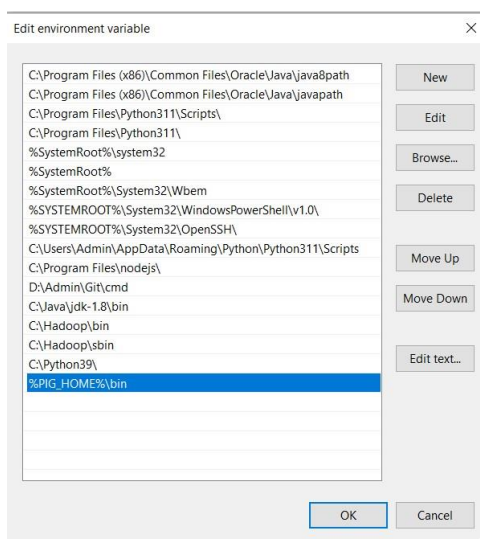 Edit environment variable
C:\Program Files (x86)\Common Files\Oracle\Java\java8path
C:\Program Files (x86)\Common Files\Oracle\Java\javapath
C:\Program Files\Python311\Scripts\
C:\Program Files\Python311\
%SystemRoot%\system32
%SystemRoot%
%SystemRoot%\System32\Wbem
%SYSTEMROOT%\System32\WindowsPowerShell\v1.0\
%SYSTEMROOT%\System32\OpenSSH\
C:\Users\Admin\AppData\Roaming\Python\Python311\Scripts
C:\Program Files\nodejs\
D:\Admin\Git\cmd
C:\Java\jdk-1.8\bin
C:\Hadoop\bin
C:\Hadoop\sbin
C:\Python39\
%PIG_HOME%\bin
New
Edit
Browse...
Delete
Move Up
Move Down
Edit text...
OK
Cancel